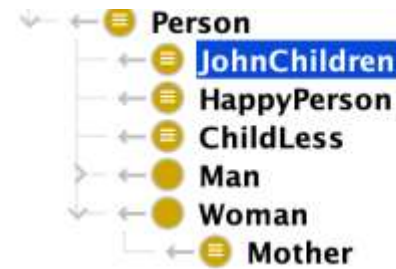 Person
JohnChildren
HappyPerson
ChildLess
Man
Woman
Mother